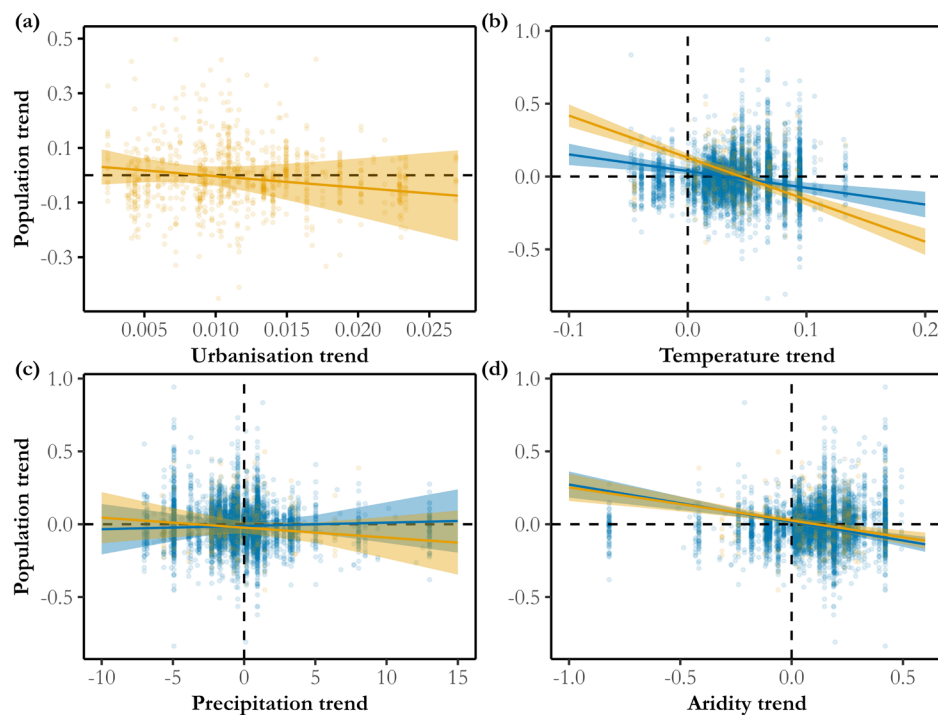 (a)
Population trend
0.5
0.3
0.1
-0.1
-0.3
0.005 0.010 0.015 0.020 0.025
Urbanisation trend
(b)
1.0
0.5
0.0
-0.5
-0.1 0.0 0.1 0.2
Temperature trend
(c)
Population trend
1.0
0.5
0.0
-0.5
-10 -5 0 5 10 15
Precipitation trend
(d)
1.0
0.5
0.0
-0.5
-1.0 -0.5 0.0 0.5
Aridity trend